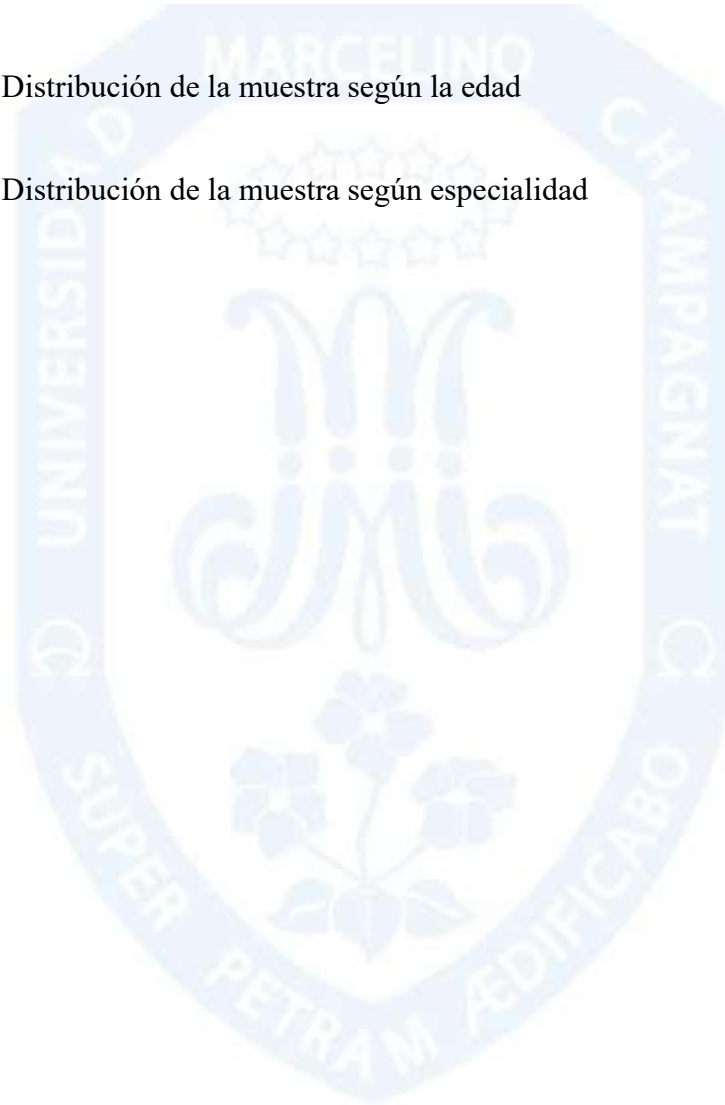 MARCELINO
Distribución de la muestra según la edad
Distribución de la muestra según especialidad
UNIVERSIDAD
CHAMPAGNAT
SUPER PETRAM ÆDIFICABO